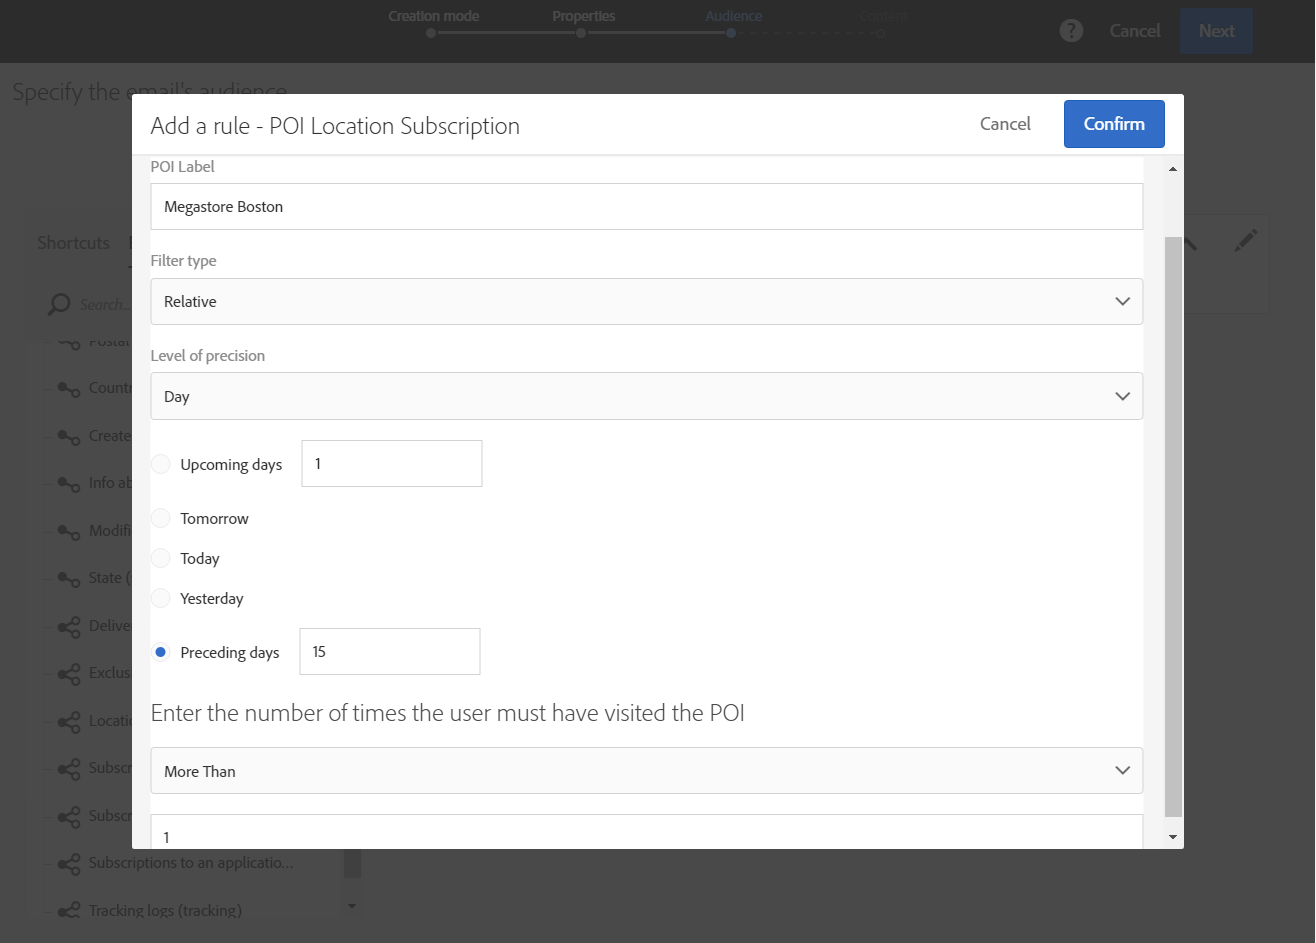 Creation mode
Properties
Audience
Content
Cancel
Next
Specify the email's audience
Add a rule - POI Location Subscription
Cancel
Confirm
POI Label
Megastore Boston
Filter type
Relative
Level of precision
Day
Upcoming days
1
Tomorrow
Today
Yesterday
Preceding days
15
Enter the number of times the user must have visited the POI
More Than
1
Shortcuts
Search...
Postal
Countr
Create
Info ab
Modifi
State (
Delive
Exclus
Locatio
Subscr
Subscr
Subscriptions to an applicatio...
Tracking logs (tracking)